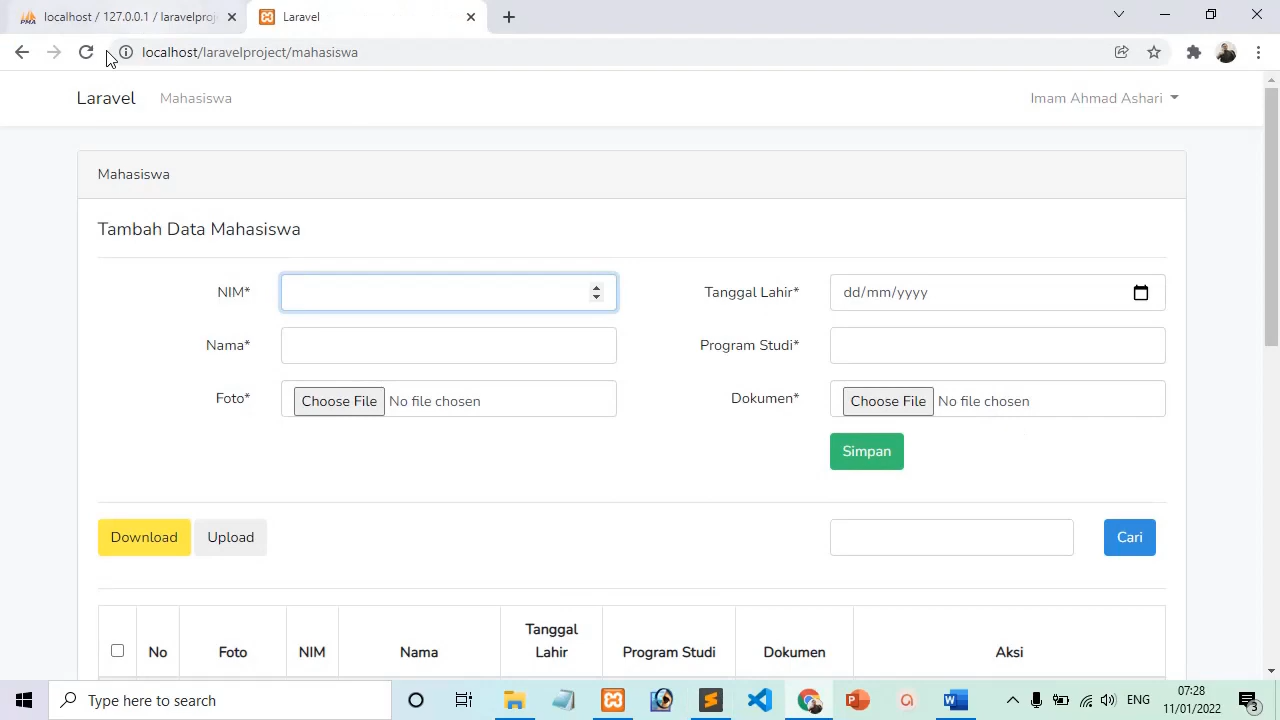 localhost / 127.0.0.1 / laravelproj
Laravel
localhost/laravelproject/mahasiswa
Laravel
Mahasiswa
Imam Ahmad Ashari
Mahasiswa
Tambah Data Mahasiswa
NIM*
Tanggal Lahir*
dd/mm/yyyy
Nama*
Program Studi*
Foto*
Choose File No file chosen
Dokumen*
Choose File No file chosen
Simpan
Download
Upload
Cari
No
Foto
NIM
Nama
Tanggal
Lahir
Program Studi
Dokumen
Aksi
Type here to search
ENG
07:28
11/01/2022
3